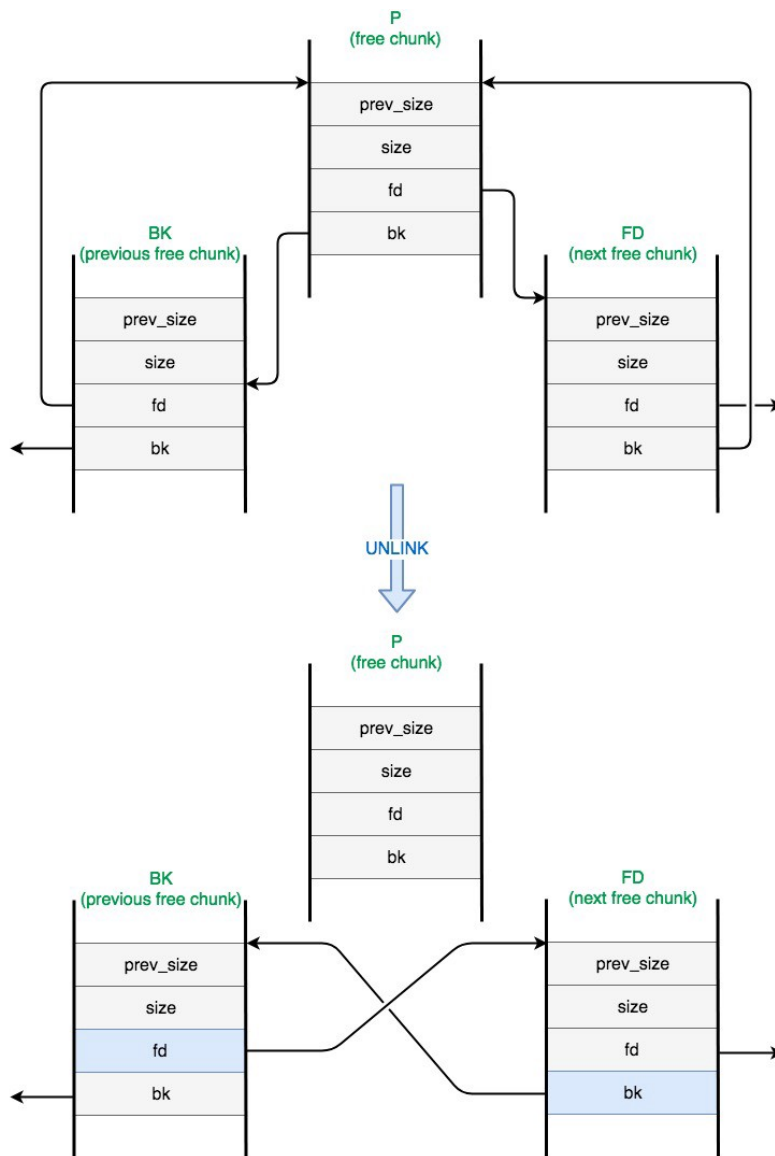 P
(free chunk)
prev_size
size
fd
bk
BK
(previous free chunk)
prev_size
size
fd
bk
FD
(next free chunk)
prev_size
size
fd
bk
UNLINK
P
(free chunk)
prev_size
size
fd
bk
BK
(previous free chunk)
prev_size
size
fd
bk
FD
(next free chunk)
prev_size
size
fd
bk